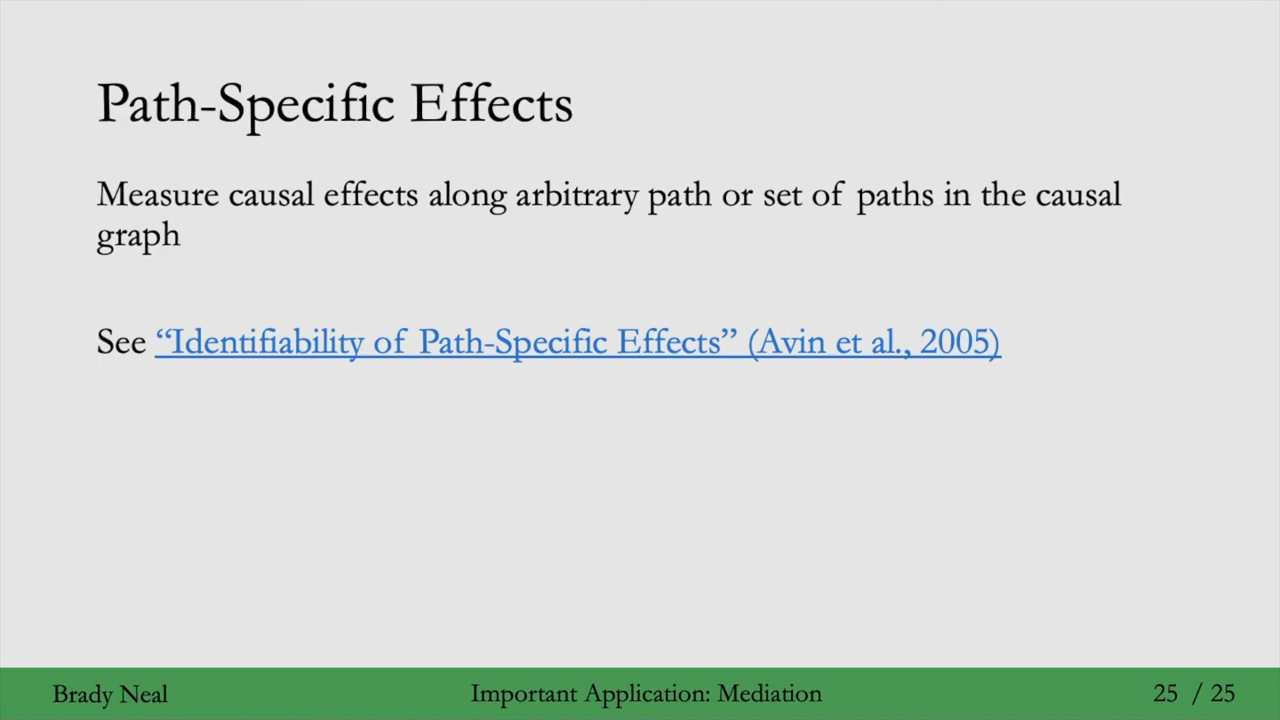 Path-Specific Effects
Measure causal effects along arbitrary path or set of paths in the causal
graph
See “Identifiability of Path-Specific Effects” (Avin et al., 2005)
Brady Neal
Important Application: Mediation
25 / 25